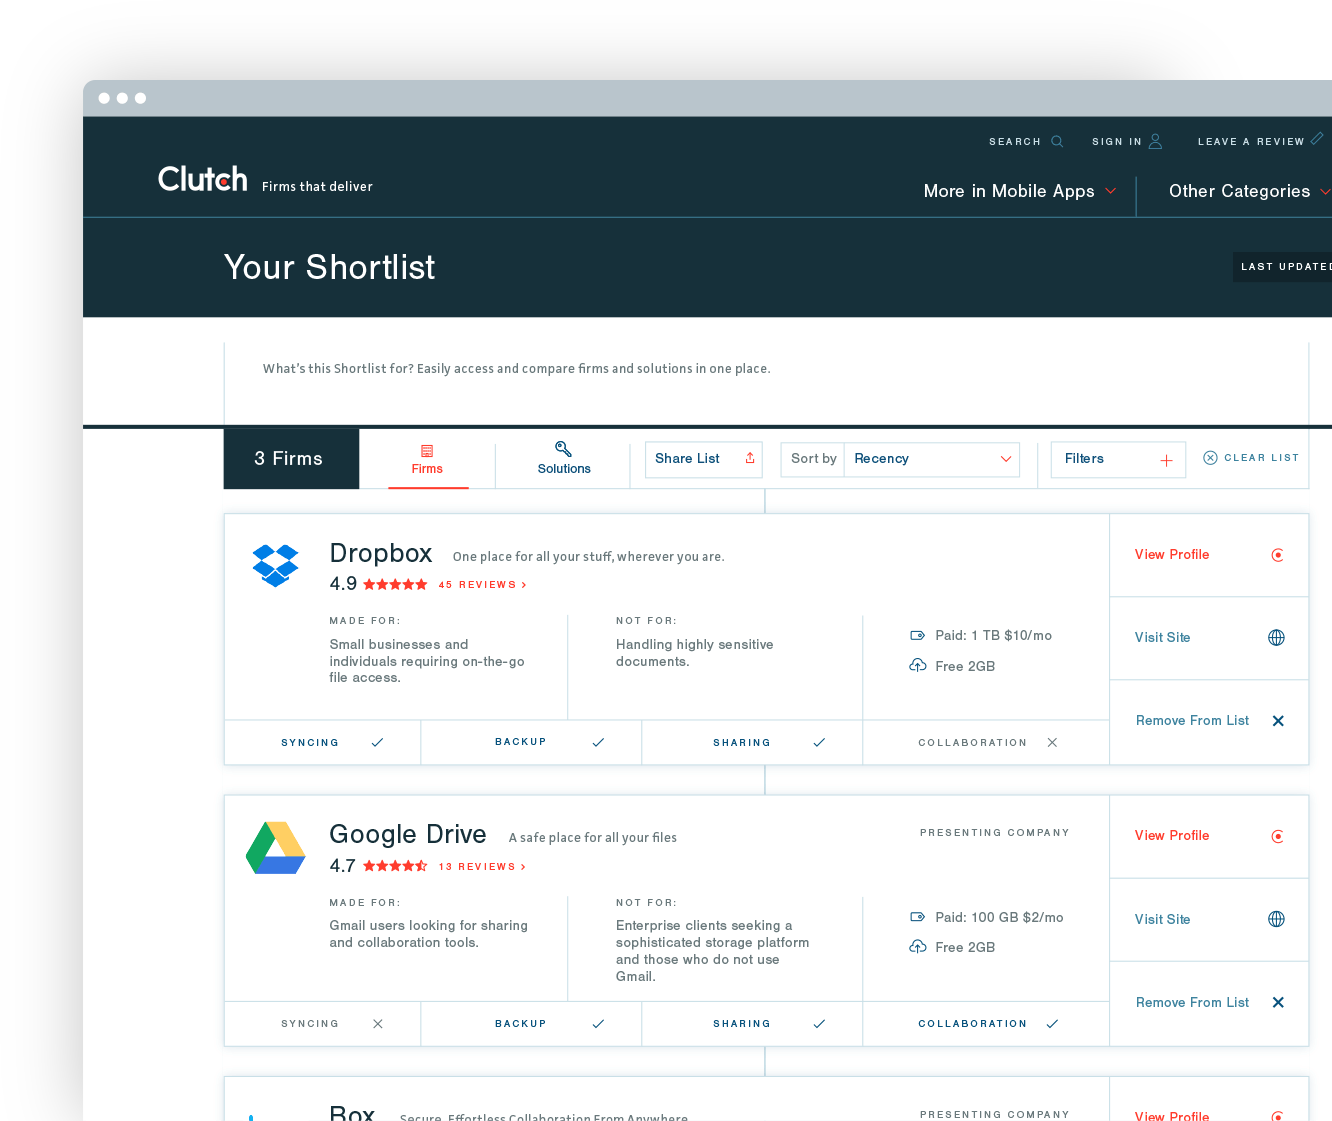 SEARCH SIGN IN LEAVE A REVIEW
Clutch Firms that deliver More in Mobile Apps Other Categories
Your Shortlist LAST UPDATED
What's this Shortlist for? Easily access and compare firms and solutions in one place.
3 Firms Firms Solutions Share List Sort by Recency Filters CLEAR LIST
Dropbox One place for all your stuff, wherever you are. View Profile
4.9 45 REVIEWS
MADE FOR: NOT FOR:
Small businesses and Handling highly sensitive Paid: 1 TB $10/mo Visit Site
individuals requiring on-the-go documents. Free 2GB
file access.
Remove From List
SYNCING BACKUP SHARING COLLABORATION
Google Drive A safe place for all your files PRESENTING COMPANY View Profile
4.7 13 REVIEWS
MADE FOR: NOT FOR:
Gmail users looking for sharing Enterprise clients seeking a Paid: 100 GB $2/mo Visit Site
and collaboration tools. sophisticated storage platform Free 2GB
and those who do not use
Gmail.
Remove From List
SYNCING BACKUP SHARING COLLABORATION
Box Secure, Effortless Collaboration From Anywhere PRESENTING COMPANY View Profile